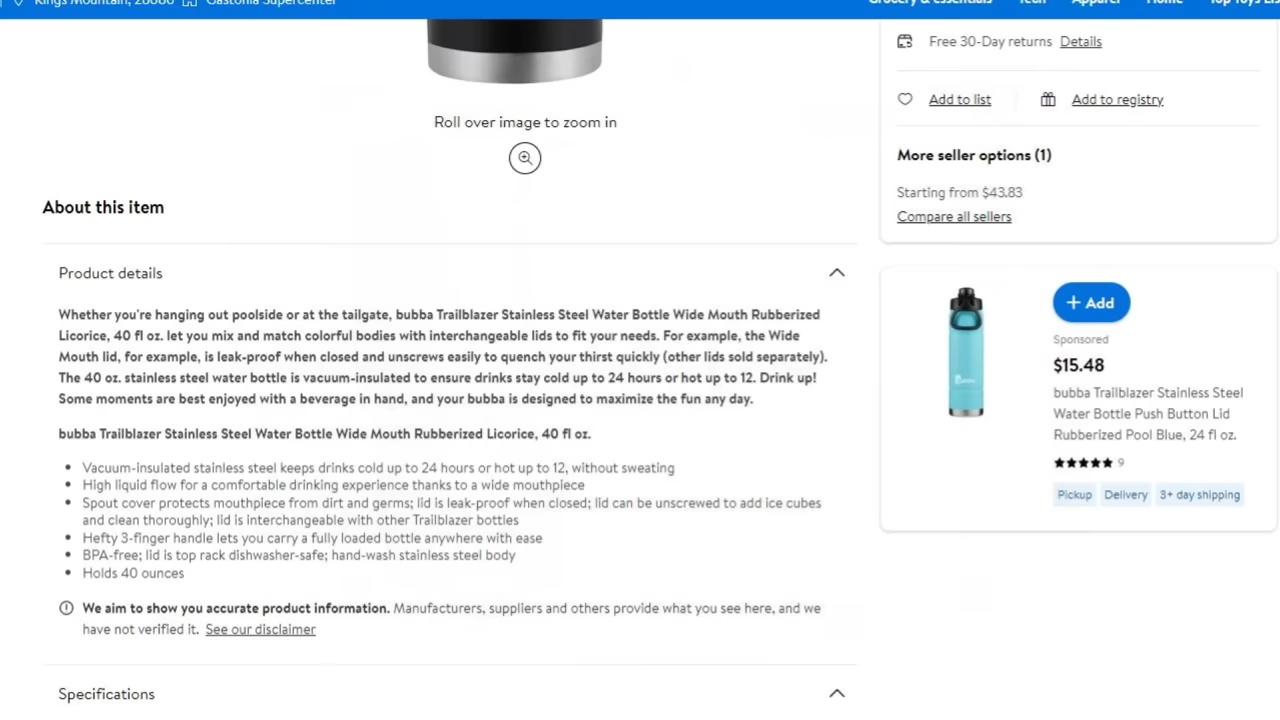 Kings Mountain, 28086 Gastonia Supercenter
Grocery & essentials Tech Apparel Home Top Toys List
Free 30-Day returns Details
Add to list Add to registry
Roll over image to zoom in
More seller options (1)
Starting from $43.83
Compare all sellers
About this item
Product details
Whether you're hanging out poolside or at the tailgate, bubba Trailblazer Stainless Steel Water Bottle Wide Mouth Rubberized
Licorice, 40 fl oz. let you mix and match colorful bodies with interchangeable lids to fit your needs. For example, the Wide
Mouth lid, for example, is leak-proof when closed and unscrews easily to quench your thirst quickly (other lids sold separately).
The 40 oz. stainless steel water bottle is vacuum-insulated to ensure drinks stay cold up to 24 hours or hot up to 12. Drink up!
Some moments are best enjoyed with a beverage in hand, and your bubba is designed to maximize the fun any day.
bubba Trailblazer Stainless Steel Water Bottle Wide Mouth Rubberized Licorice, 40 fl oz.
Vacuum-insulated stainless steel keeps drinks cold up to 24 hours or hot up to 12, without sweating
High liquid flow for a comfortable drinking experience thanks to a wide mouthpiece
Spout cover protects mouthpiece from dirt and germs; lid is leak-proof when closed; lid can be unscrewed to add ice cubes
and clean thoroughly; lid is interchangeable with other Trailblazer bottles
Hefty 3-finger handle lets you carry a fully loaded bottle anywhere with ease
BPA-free; lid is top rack dishwasher-safe; hand-wash stainless steel body
Holds 40 ounces
We aim to show you accurate product information. Manufacturers, suppliers and others provide what you see here, and we
have not verified it. See our disclaimer
Specifications
bubba
+ Add
Sponsored
$15.48
bubba Trailblazer Stainless Steel
Water Bottle Push Button Lid
Rubberized Pool Blue, 24 fl oz.
9
Pickup Delivery 3+ day shipping